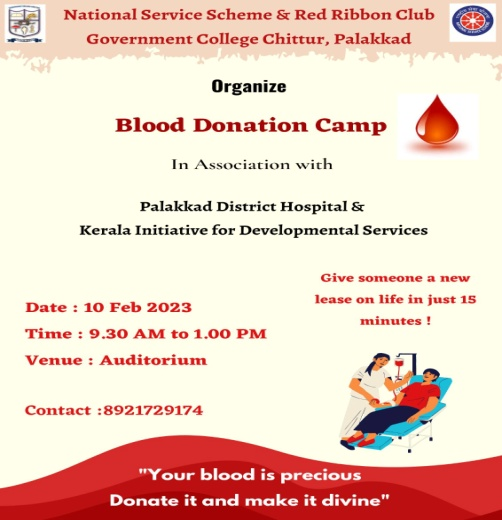 National Service Scheme & Red Ribbon Club
Government College Chittur, Palakkad
Organize
Blood Donation Camp
In Association with
Palakkad District Hospital &
Kerala Initiative for Developmental Services
Give someone a new
lease on life in just 15
minutes !
Date : 10 Feb 2023
Time : 9.30 AM to 1.00 PM
Venue : Auditorium
Contact :8921729174
"Your blood is precious
Donate it and make it divine"